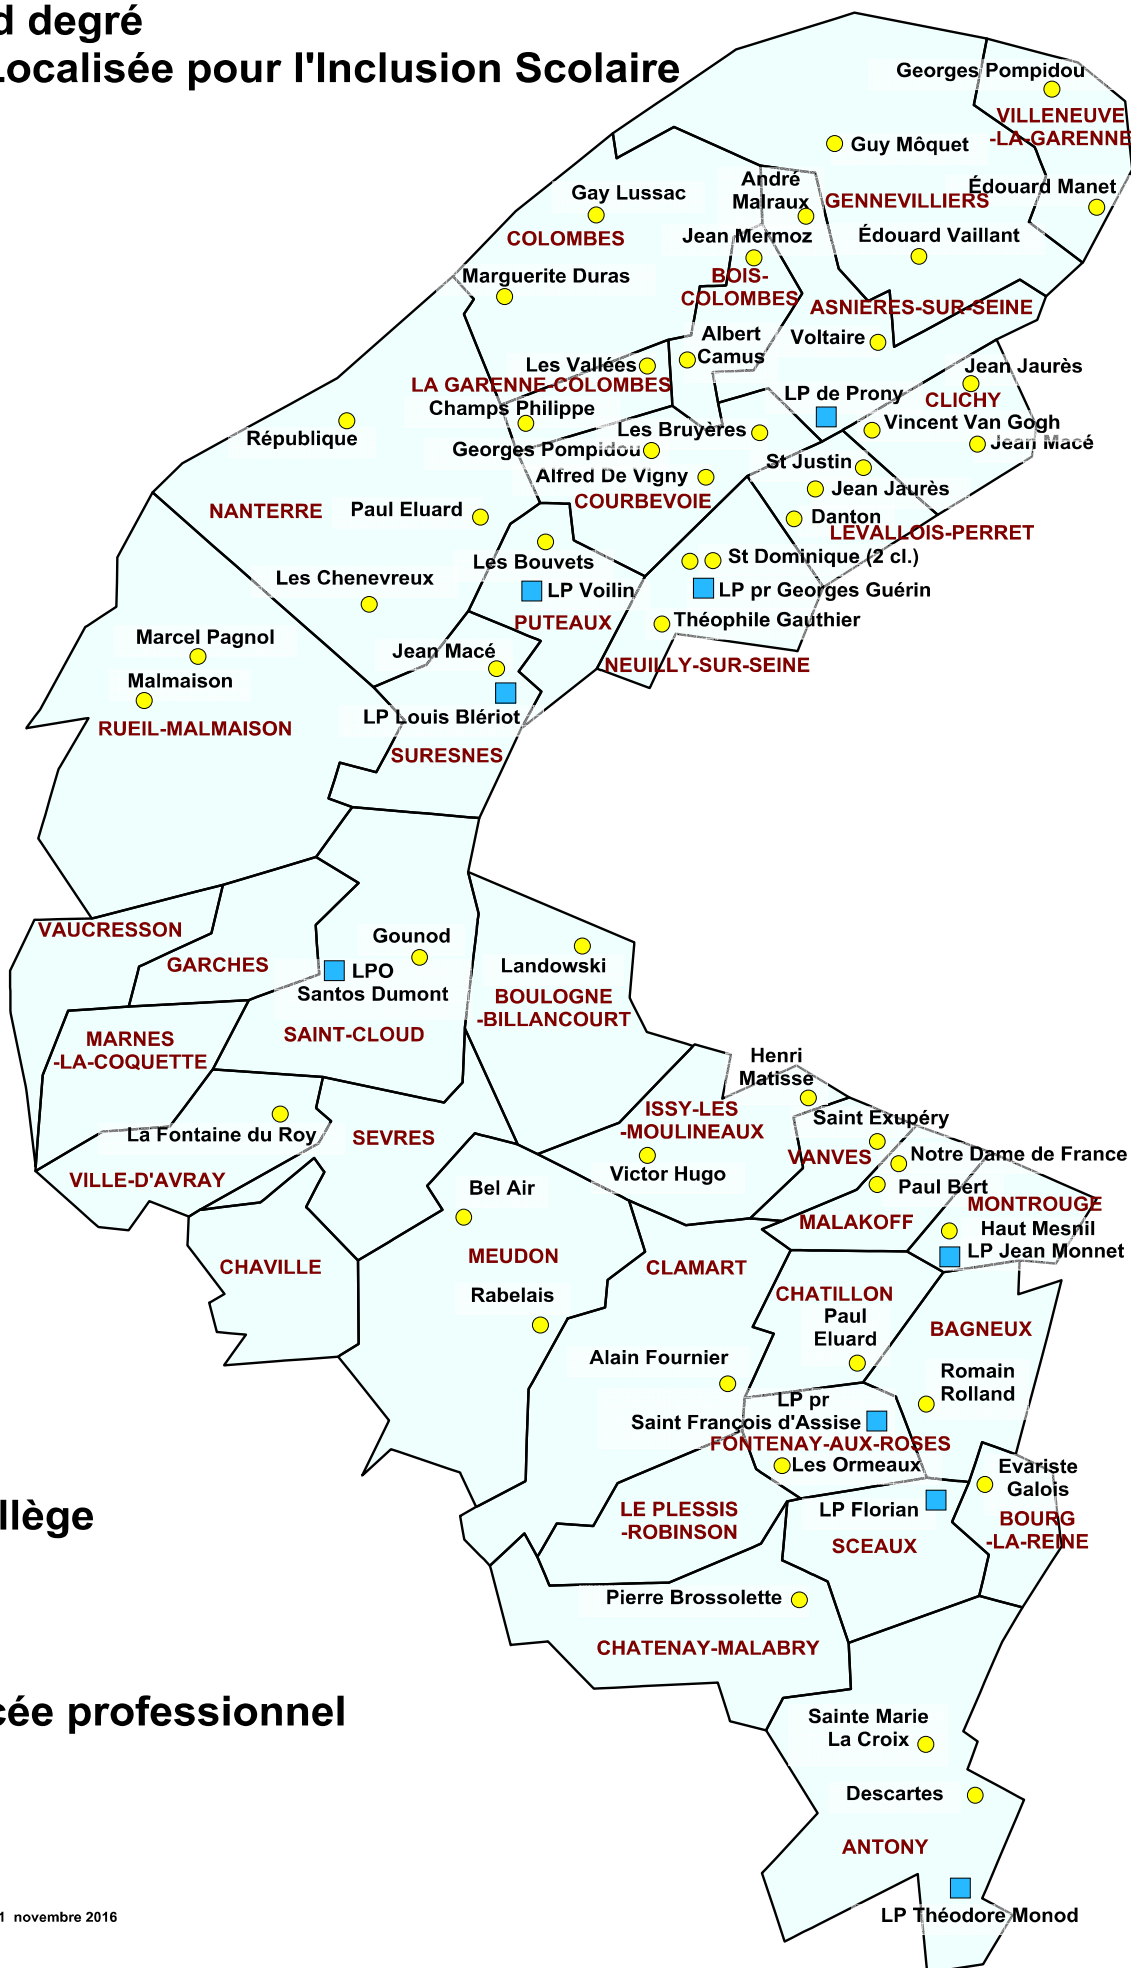 d degré
Localisée pour l'Inclusion Scolaire
Georges Pompidou
VILLENEUVE
-LA-GARENNE
Guy Môquet
André
Malraux
Édouard Manet
Gay Lussac
GENNEVILLIERS
COLOMBES
Jean Mermoz
Édouard Vaillant
Marguerite Duras
BOIS-
COLOMBES
ASNIERES-SUR-SEINE
Albert
Camus
Voltaire
Les Vallées
Jean Jaurès
LA GARENNE-COLOMBES
LP de Prony
CLICHY
Champs Philippe
Vincent Van Gogh
République
Les Bruyères
Jean Macé
Georges Pompidou
St Justin
Alfred De Vigny
Jean Jaurès
NANTERRE
Paul Eluard
COURBEVOIE
Danton
LEVALLOIS-PERRET
Les Bouvets
St Dominique (2 cl.)
Les Chenevreux
LP Voilin
LP pr Georges Guérin
PUTEAUX
Théophile Gauthier
Marcel Pagnol
Jean Macé
NEUILLY-SUR-SEINE
Malmaison
LP Louis Blériot
RUEIL-MALMAISON
SURESNES
VAUCRESSON
Gounod
GARCHES
LPO
Santos Dumont
Landowski
BOULOGNE
-BILLANCOURT
MARNES
-LA-COQUETTE
SAINT-CLOUD
Henri
Matisse
ISSY-LES
-MOULINEAUX
Saint Exupéry
La Fontaine du Roy
SEVRES
VANVES
Notre Dame de France
VILLE-D'AVRAY
Victor Hugo
Bel Air
Paul Bert
MONTROUGE
MALAKOFF
Haut Mesnil
LP Jean Monnet
CHAVILLE
MEUDON
CLAMART
Rabelais
CHATILLON
Paul
Eluard
BAGNEUX
Alain Fournier
Romain
Rolland
LP pr
Saint François d'Assise
FONTENAY-AUX-ROSES
Les Ormeaux
Evariste
Galois
llège
LE PLESSIS
-ROBINSON
LP Florian
BOURG
-LA-REINE
SCEAUX
Pierre Brossolette
CHATENAY-MALABRY
cée professionnel
Sainte Marie
La Croix
Descartes
ANTONY
1 novembre 2016
LP Théodore Monod